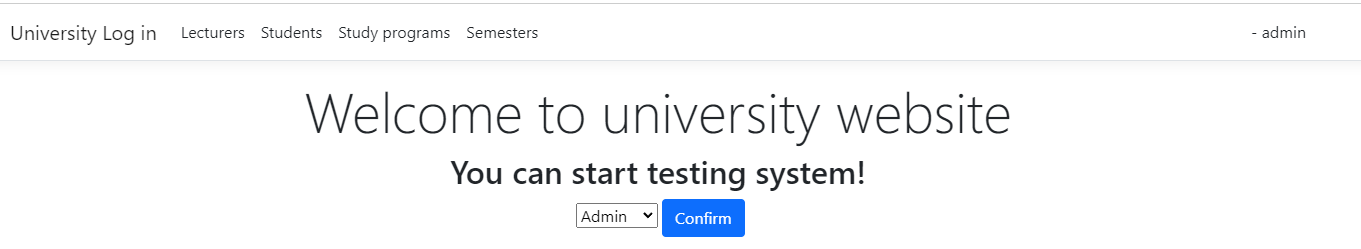 University Log in Lecturers Students Study programs Semesters - admin
Welcome to university website
You can start testing system!
Admin Confirm